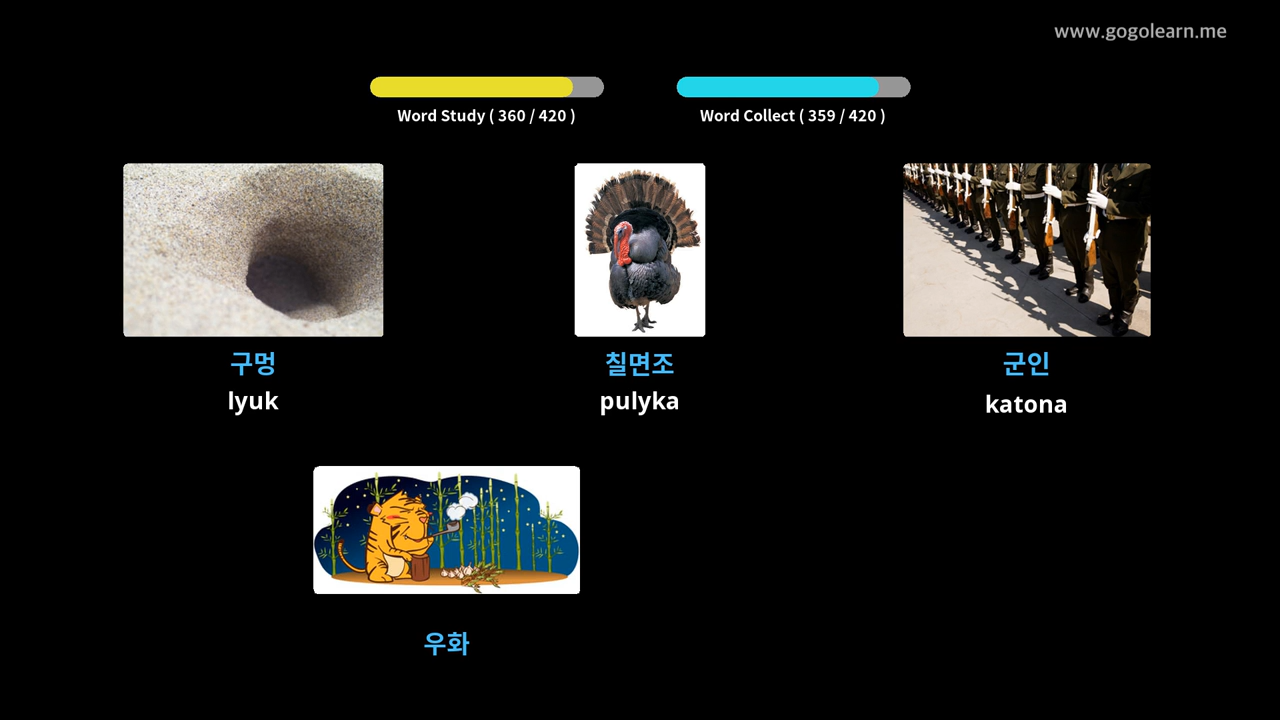 www.gogolearn.me
Word Study ( 360 / 420 )
Word Collect ( 359 / 420 )
구멍
칠면조
군인
lyuk
pulyka
katona
우화